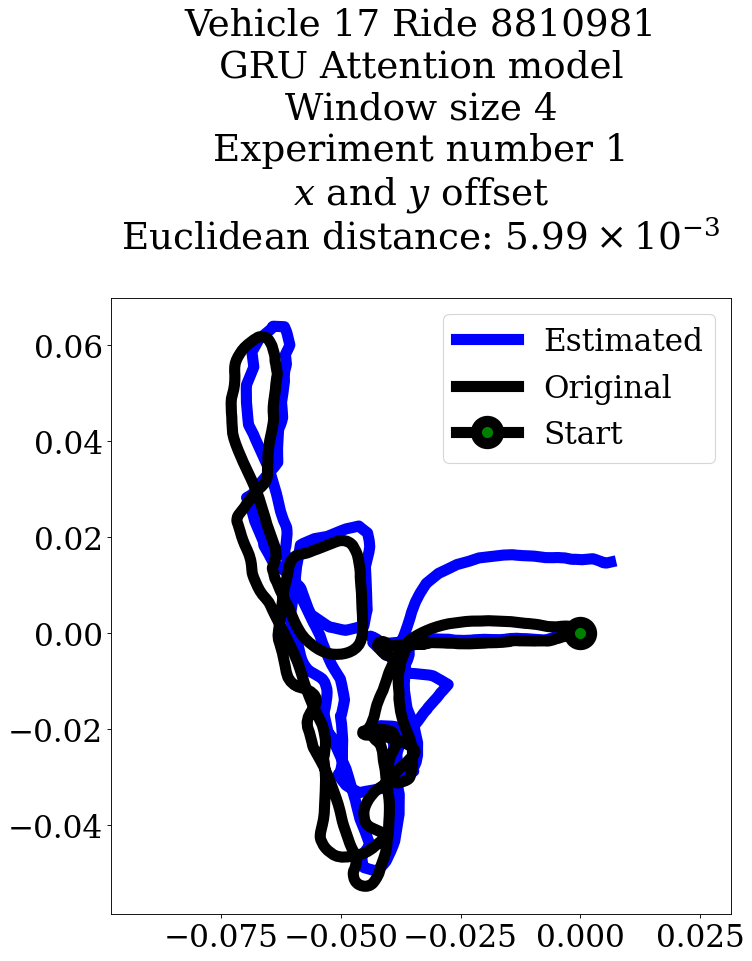 Vehicle 17 Ride 8810981
GRU Attention model
Window size 4
Experiment number 1
x and y offset
Euclidean distance: 5.99 × 10⁻³
Estimated
Original
Start
0.06
0.04
0.02
0.00
−0.02
−0.04
−0.075 −0.050 −0.025 0.000 0.025